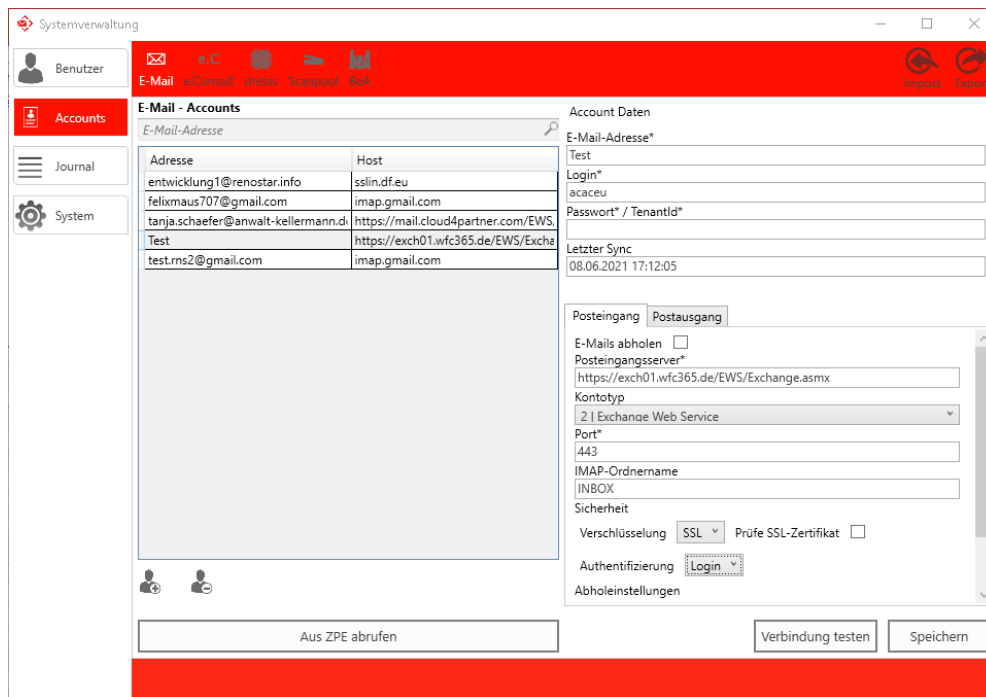 Systemverwaltung
Benutzer
Accounts
Journal
System
E-Mail e.Consult drebis Scanpool BeA
e.C
Import Expor
E-Mail - Accounts
E-Mail-Adresse
Adresse Host
entwicklung1@renostar.info sslin.df.eu
felixmaus707@gmail.com imap.gmail.com
tanja.schaefer@anwalt-kellermann.d https://mail.cloud4partner.com/EWS,
Test https://exch01.wfc365.de/EWS/Excha
test.rns2@gmail.com imap.gmail.com
Aus ZPE abrufen
Account Daten
E-Mail-Adresse*
Test
Login*
acaceu
Passwort* / TenantId*
Letzter Sync
08.06.2021 17:12:05
Posteingang Postausgang
E-Mails abholen
Posteingangsserver*
https://exch01.wfc365.de/EWS/Exchange.asmx
Kontotyp
2 | Exchange Web Service
Port*
443
IMAP-Ordnername
INBOX
Sicherheit
Verschlüsselung SSL Prüfe SSL-Zertifikat
Authentifizierung Login
Abholeinstellungen
Verbindung testen Speichern